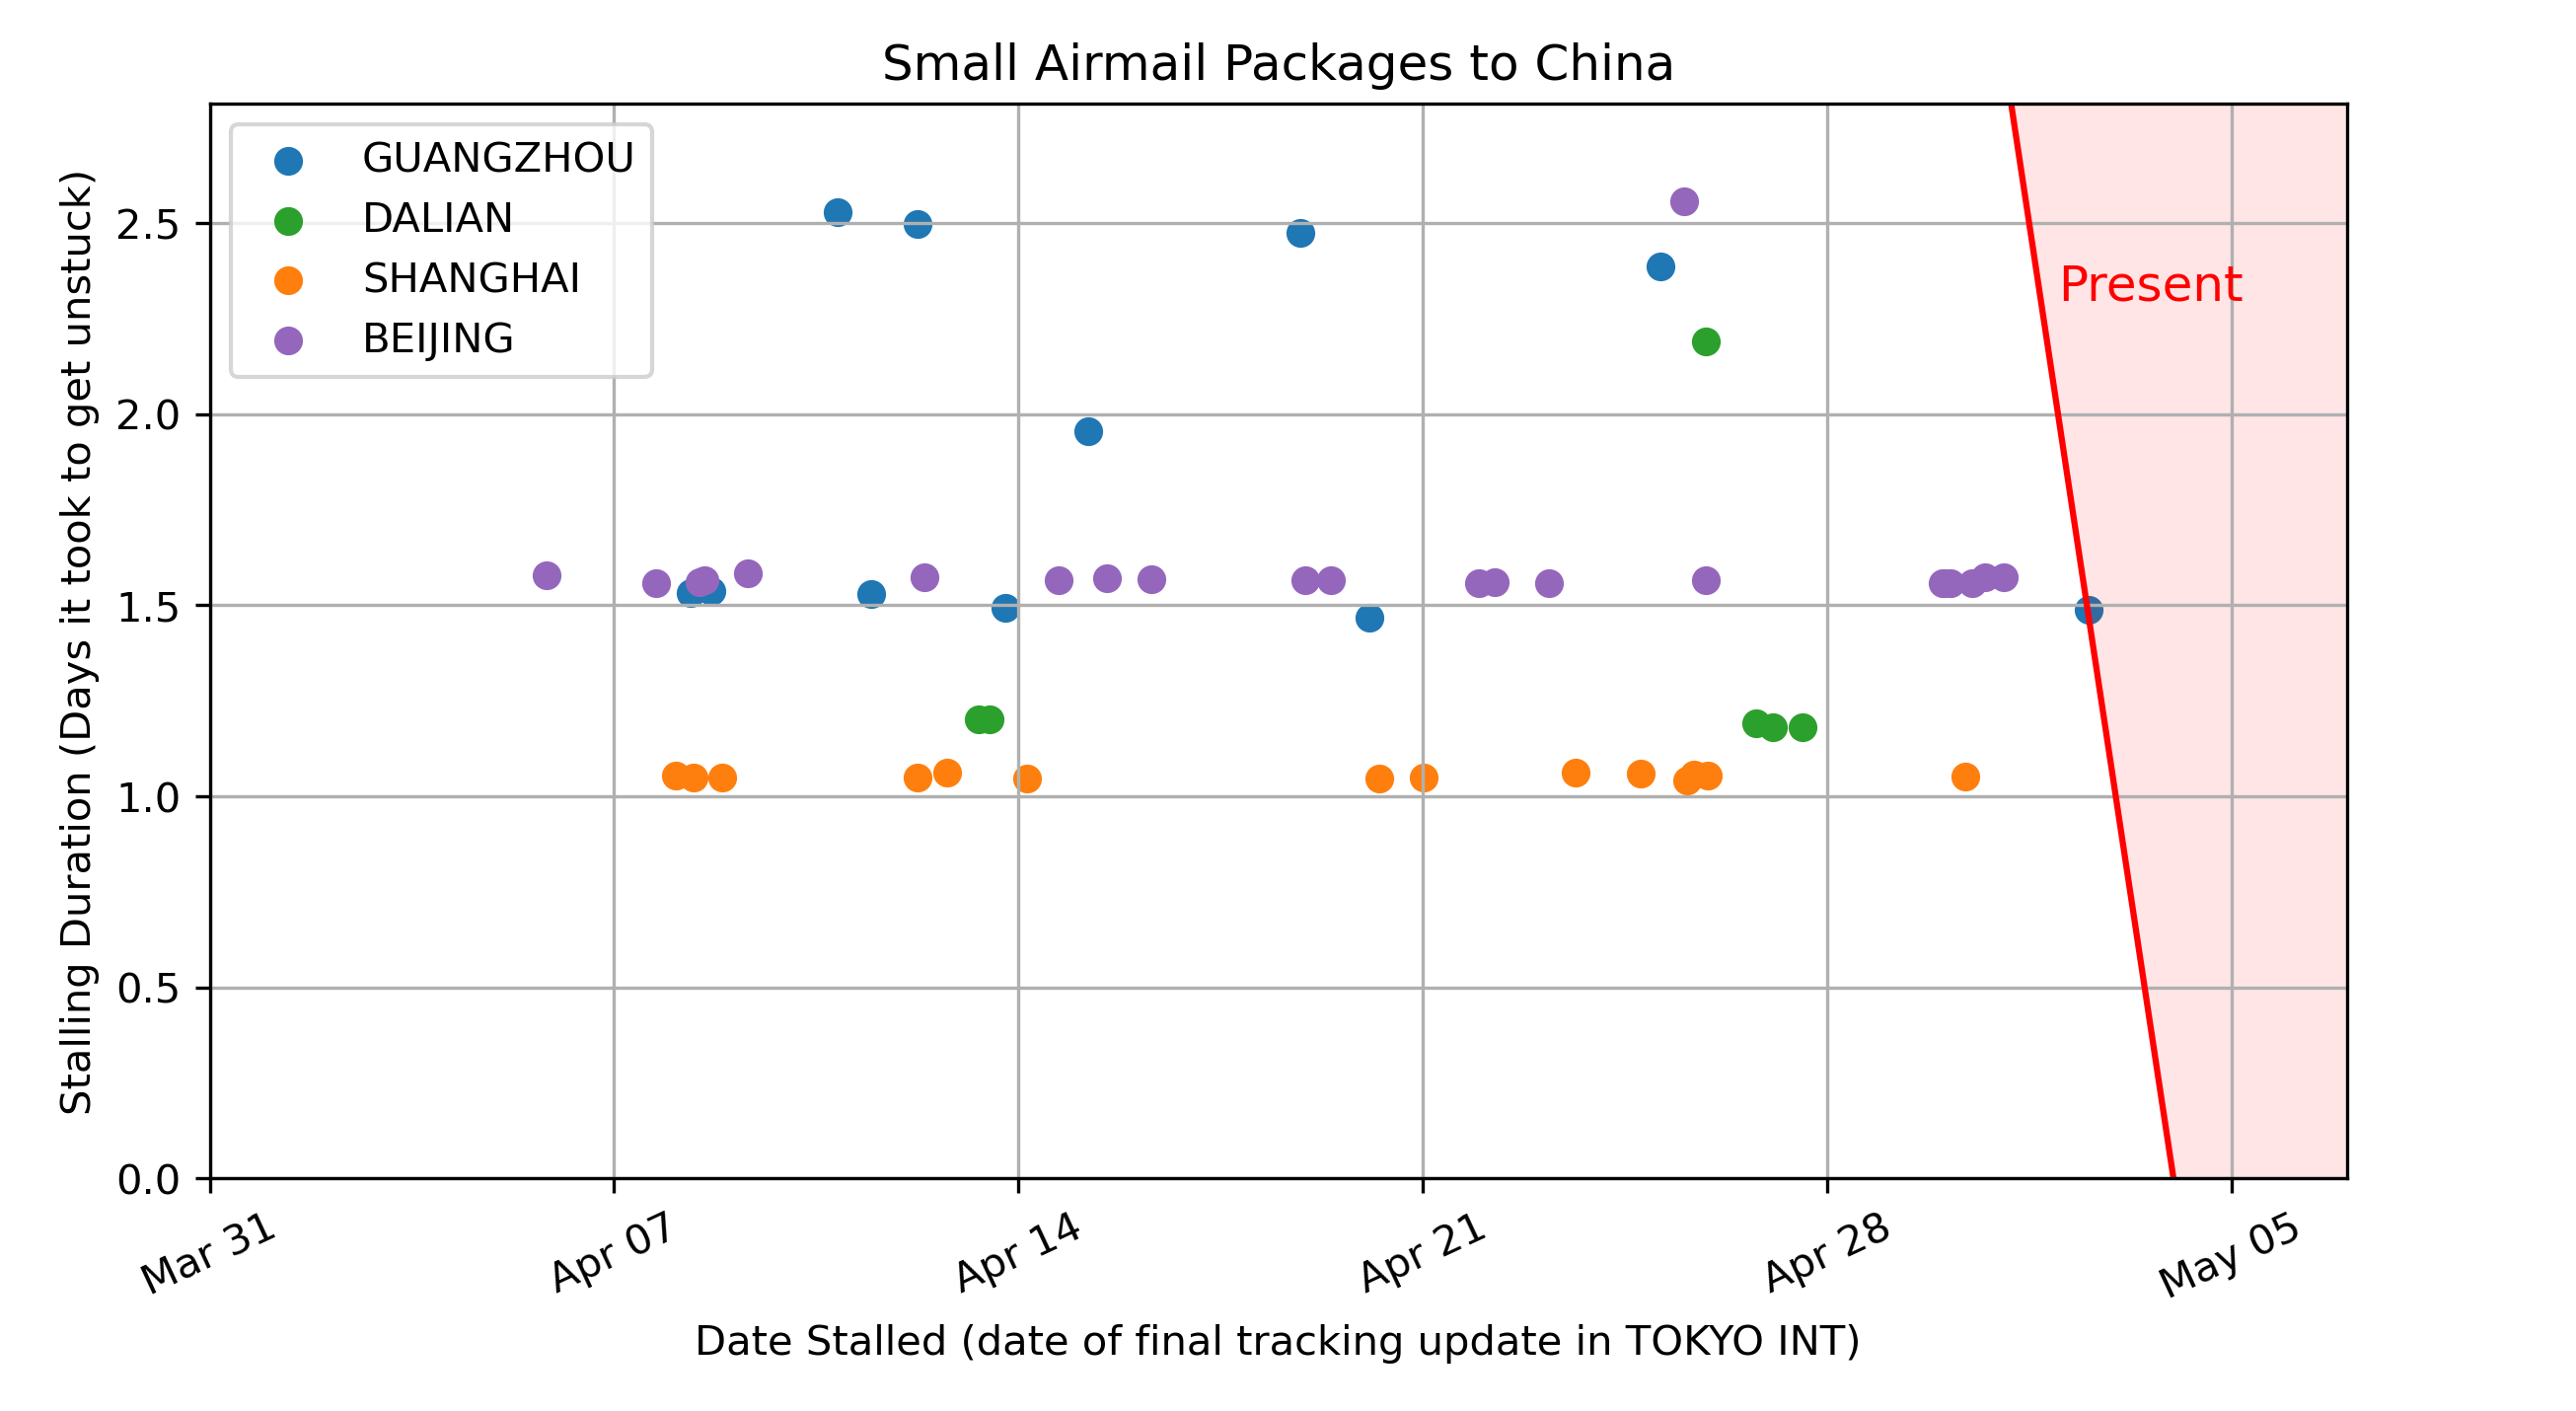 Small Airmail Packages to China
GUANGZHOU
DALIAN
SHANGHAI
BEIJING
Present
Stalling Duration (Days it took to get unstuck)
2.5
2.0
1.5
1.0
0.5
0.0
Mar 31
Apr 07
Apr 14
Apr 21
Apr 28
May 05
Date Stalled (date of final tracking update in TOKYO INT)